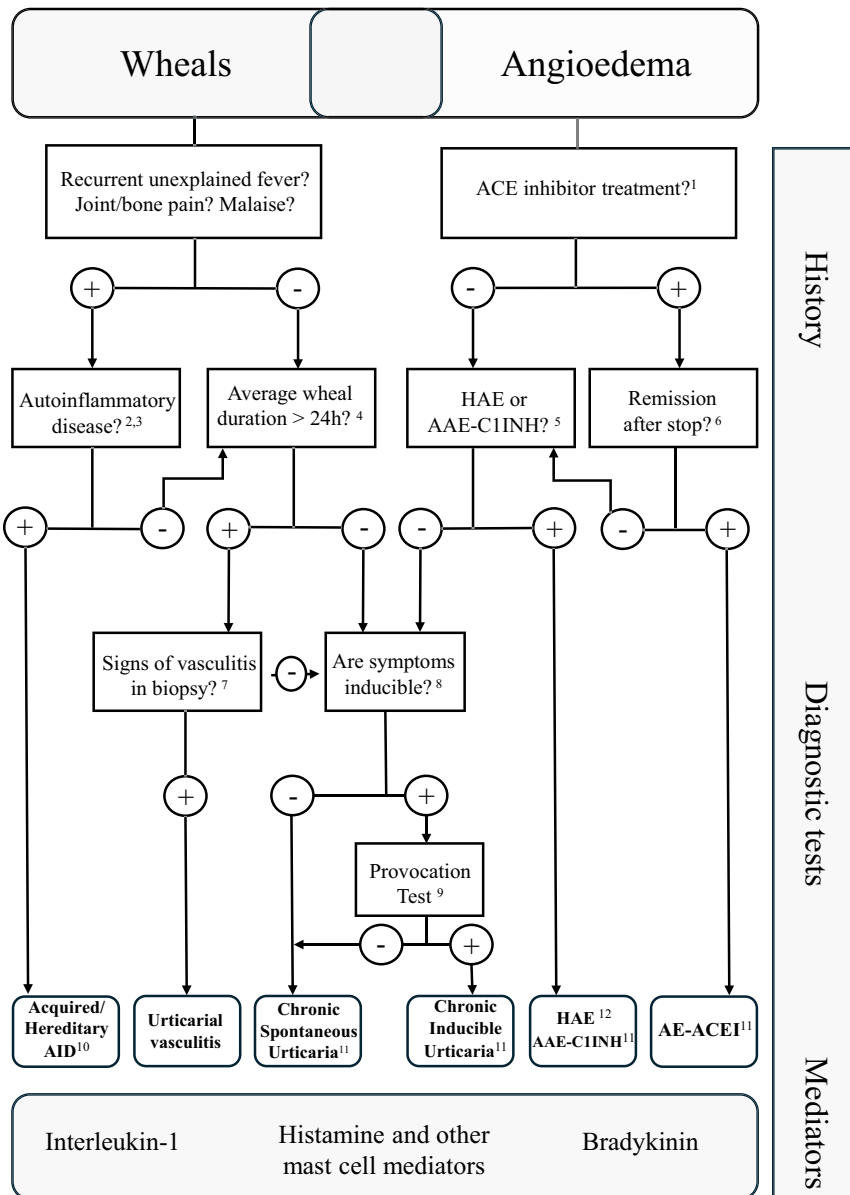 Wheals
Angioedema
Recurrent unexplained fever?
Joint/bone pain? Malaise?
ACE inhibitor treatment?¹
+
-
-
+
History
Autoinflammatory
disease? ²,³
Average wheal
duration > 24h? ⁴
HAE or
AAE-C1INH? ⁵
Remission
after stop? ⁶
+
-
+
-
-
+
-
+
Signs of vasculitis
in biopsy? ⁷
-
Are symptoms
inducible? ⁸
Diagnostic tests
+
-
+
Provocation
Test ⁹
-
+
Acquired/
Hereditary
AID¹⁰
Urticarial
vasculitis
Chronic
Spontaneous
Urticaria¹¹
Chronic
Inducible
Urticaria¹¹
HAE ¹²
AAE-C1INH¹¹
AE-ACEI¹¹
Interleukin-1
Histamine and other
mast cell mediators
Bradykinin
Mediators